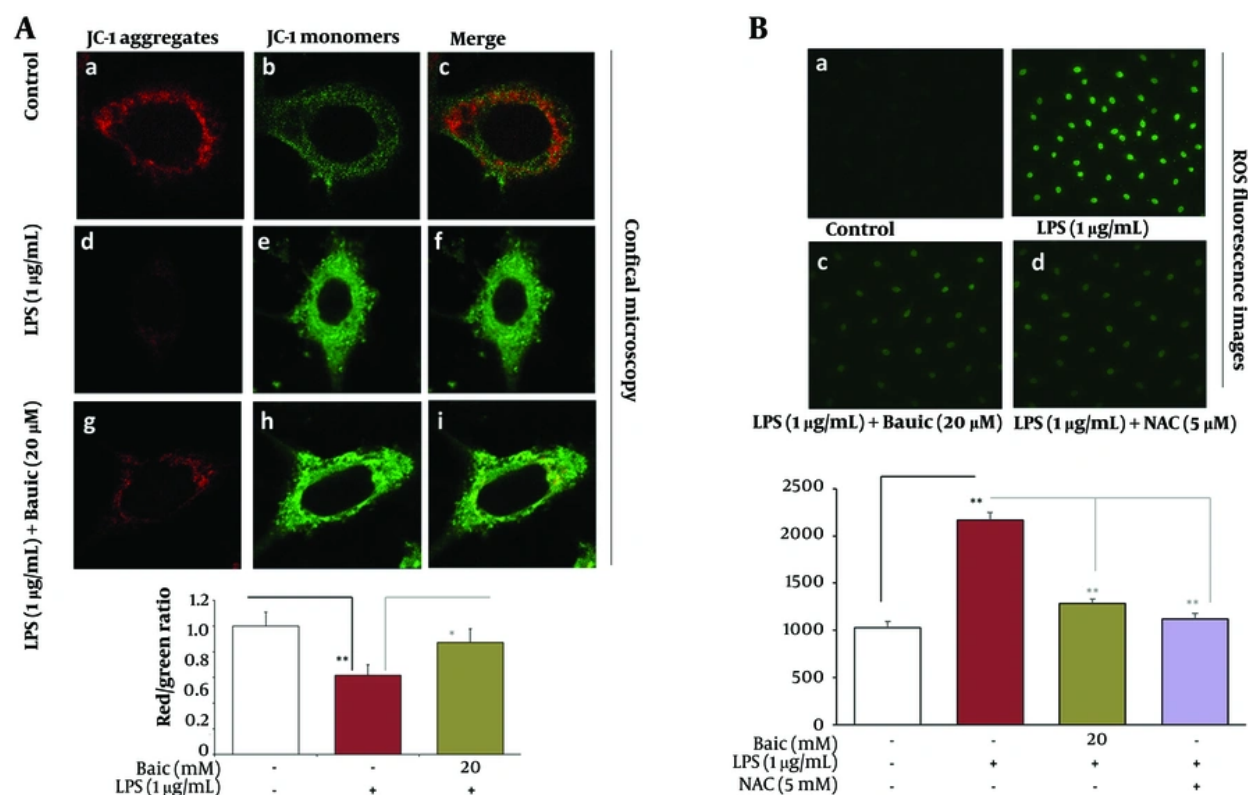 A
JC-1 aggregates JC-1 monomers Merge
Control
a b c
LPS (1 µg/mL)
d e f
LPS (1 µg/mL) + Bauic (20 µM)
g h i
Confical microscopy
Red/green ratio
1.2
1.0
0.8
0.6
0.2
0
**
*
Baic (mM) - - 20
LPS (1 µg/mL) - + +
B
a
Control LPS (1 µg/mL)
c d
LPS (1 µg/mL) + Bauic (20 µM) LPS (1 µg/mL) + NAC (5 µM)
ROS fluorescence images
2500
2000
1500
1000
500
0
**
** **
Baic (mM) - - 20 -
LPS (1 µg/mL) - + + +
NAC (5 mM) - - - +